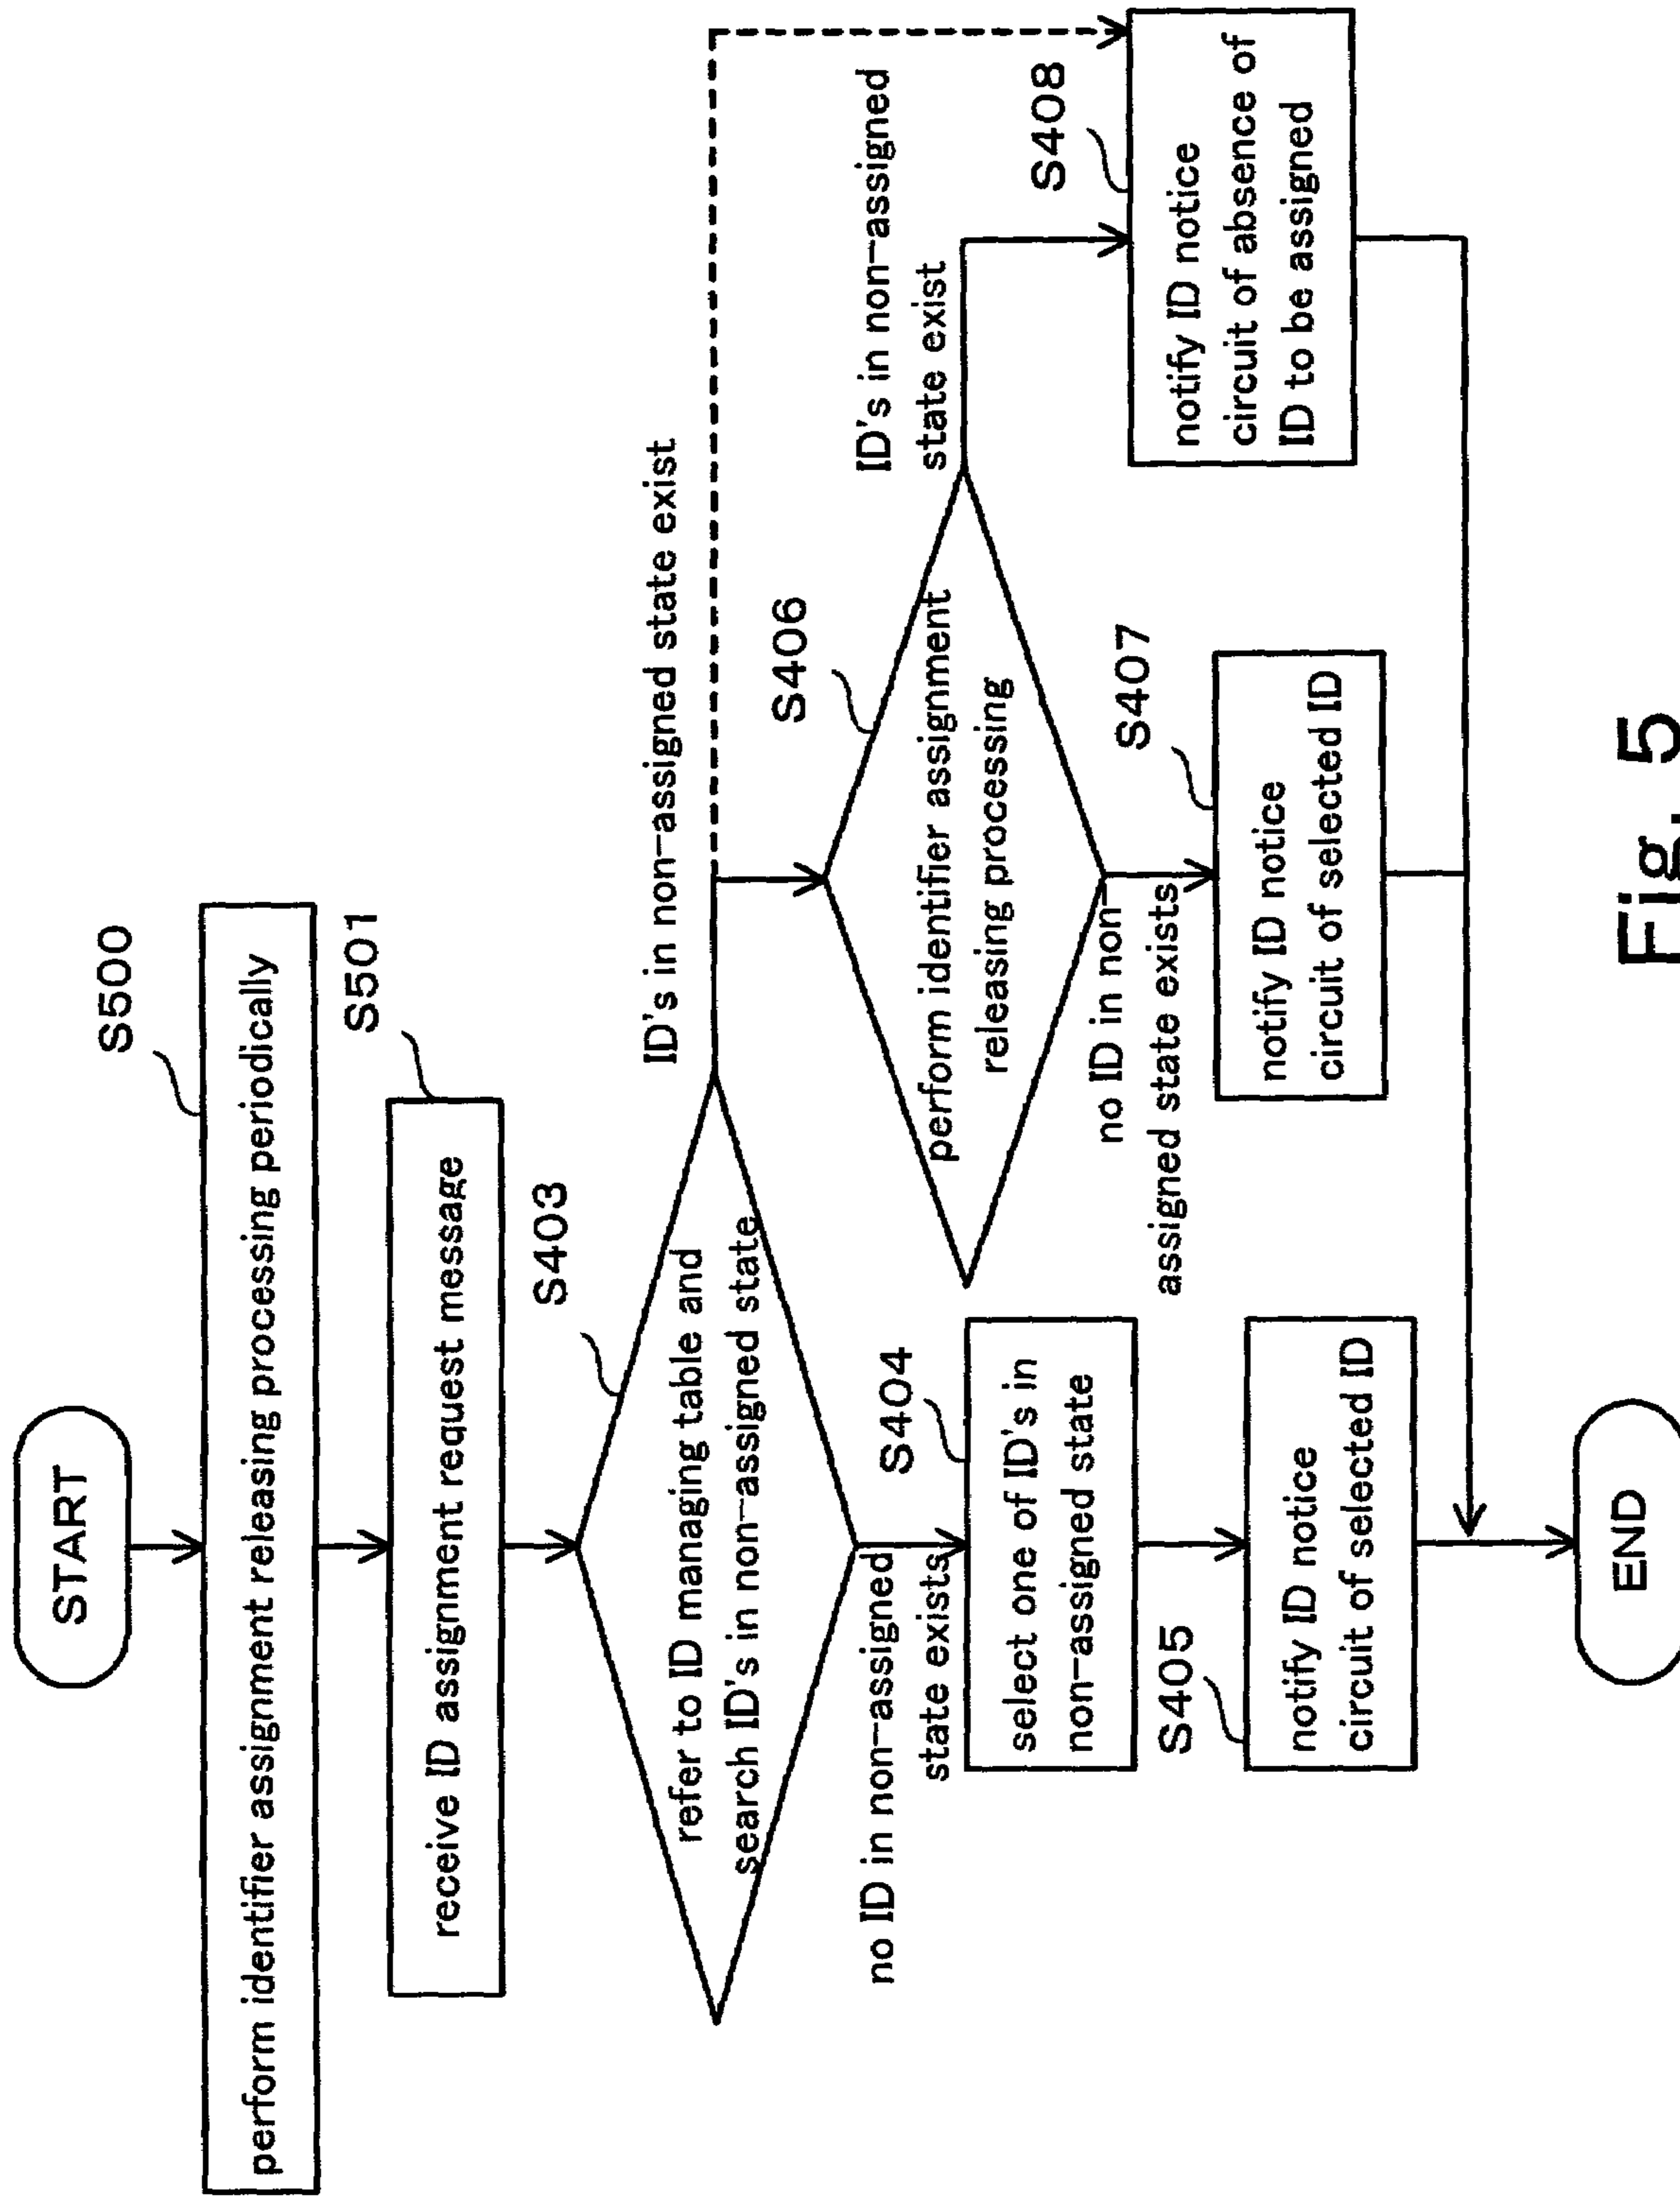 START
S500
perform identifier assignment releasing processing periodically
S501
receive ID assignment request message
S403
refer to ID managing table and
search ID's in non-assigned state
ID's in non-assigned state exist
no ID in non-assigned
state exists
S404
select one of ID's in
non-assigned state
S405
notify ID notice
circuit of selected ID
S406
perform identifier assignment
releasing processing
ID's in non-assigned
state exist
no ID in non-
assigned state exists
S407
notify ID notice
circuit of selected ID
S408
notify ID notice
circuit of absence of
ID to be assigned
END
Fig. 5